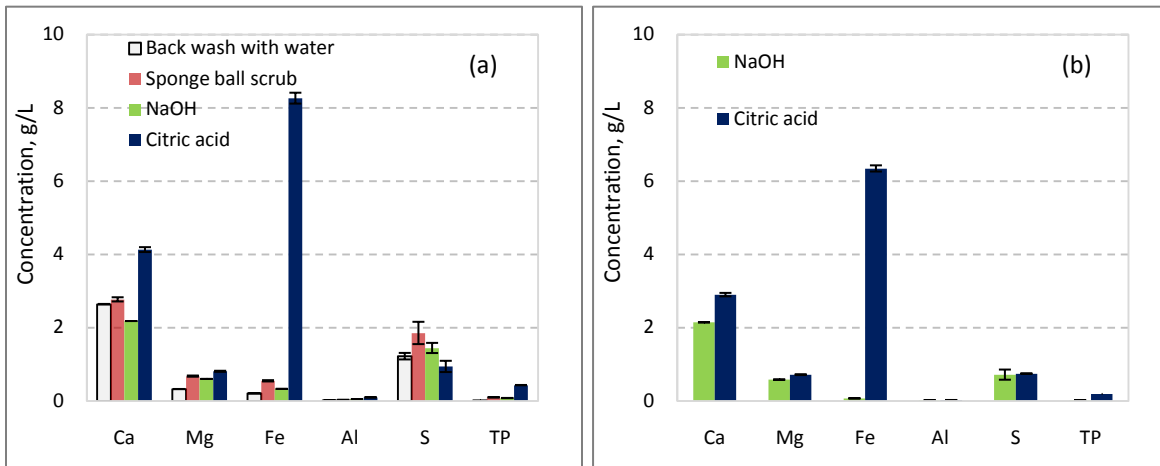 10
8
6
4
2
0
Concentration, g/L
Back wash with water
Sponge ball scrub
NaOH
Citric acid
(a)
Ca Mg Fe Al S TP
10
8
6
4
2
0
Concentration, g/L
NaOH
Citric acid
(b)
Ca Mg Fe Al S TP